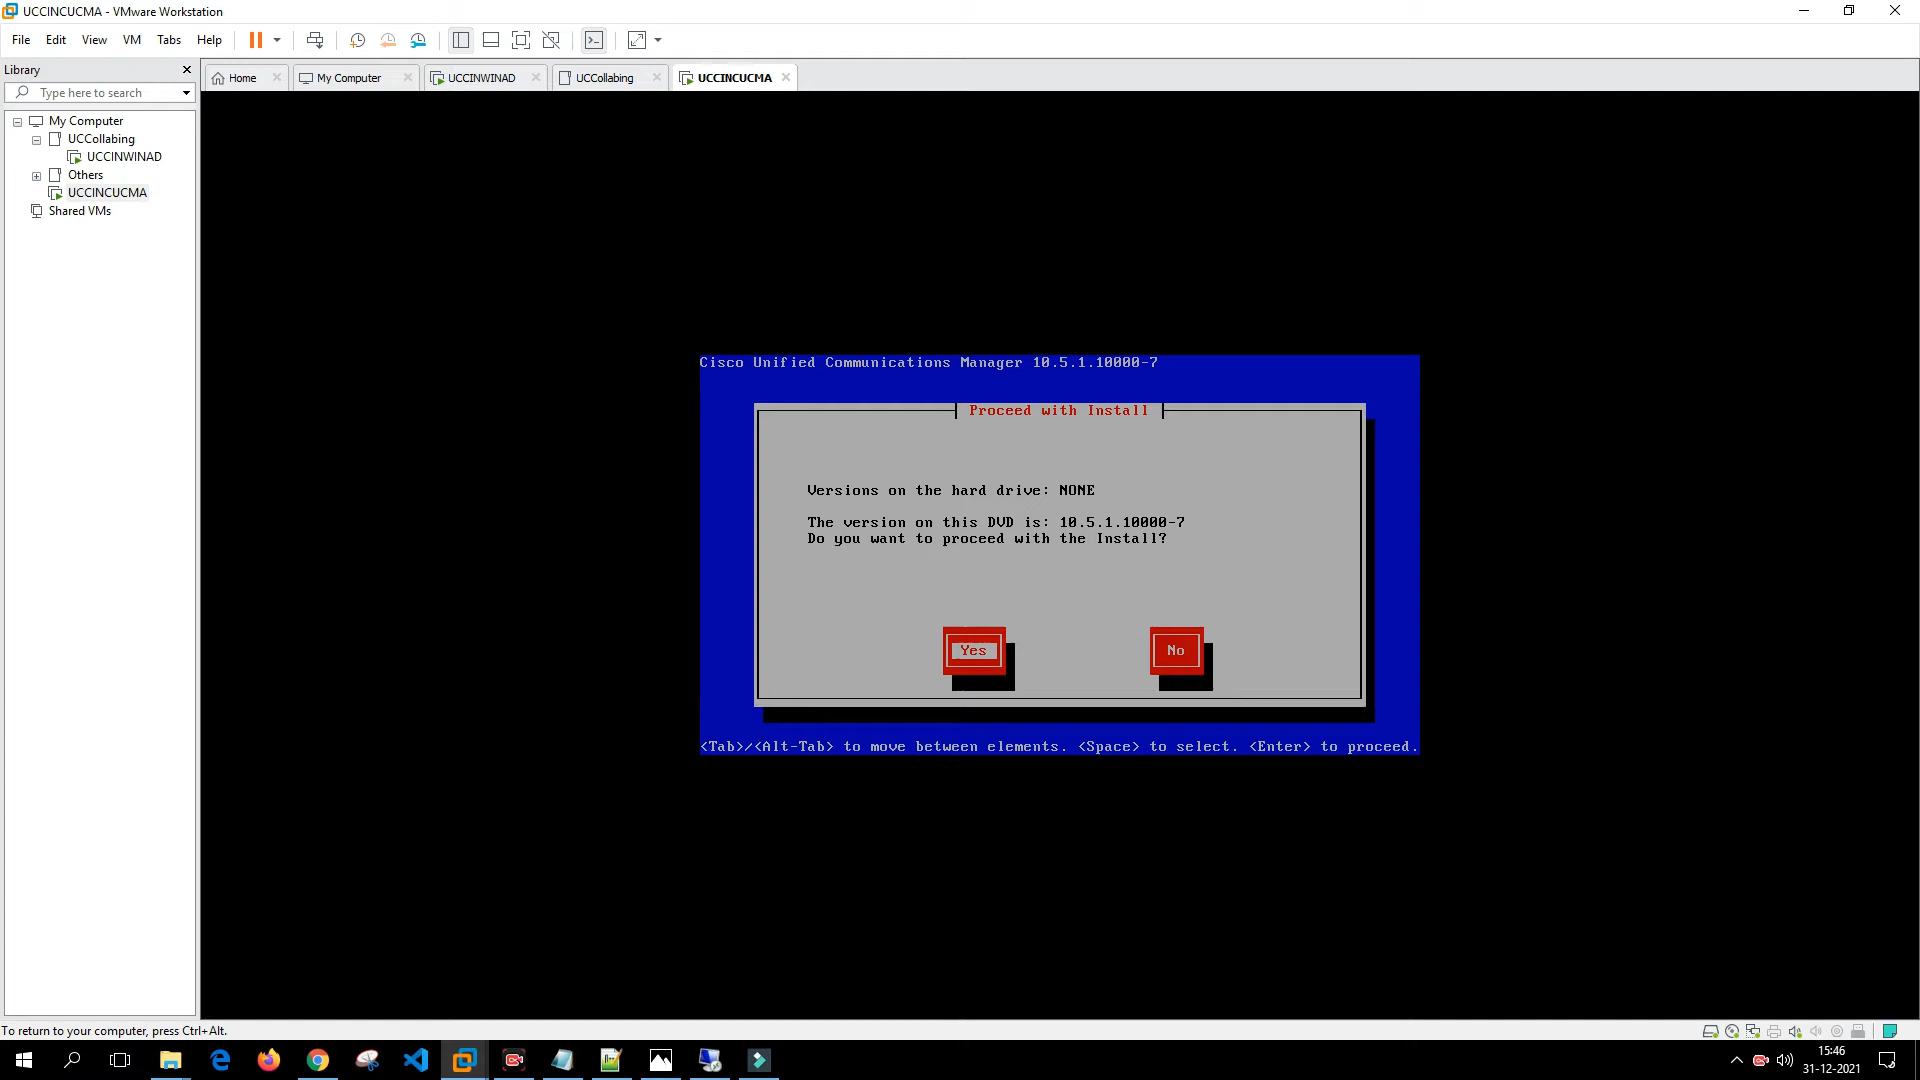 UCCINCUCMA - VMware Workstation
File Edit View VM Tabs Help
Library
Type here to search
My Computer
UCCollabing
UCCINWINAD
Others
UCCINCUCMA
Shared VMs
Home
My Computer
UCCINWINAD
UCCollabing
UCCINCUCMA
Cisco Unified Communications Manager 10.5.1.10000-7
Proceed with Install
Versions on the hard drive: NONE
The version on this DVD is: 10.5.1.10000-7
Do you want to proceed with the Install?
Yes No
<Tab>/<Alt-Tab> to move between elements. <Space> to select. <Enter> to proceed.
To return to your computer, press Ctrl+Alt.
15:46
31-12-2021